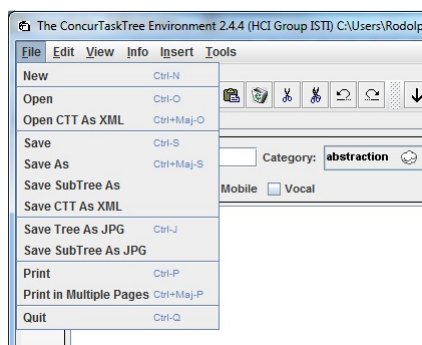 The ConcurTaskTree Environment 2.4.4 (HCI Group ISTI) C:\Users\Rodolp
File Edit View Info Insert Tools
New Ctrl-N
Open Ctrl-O
Open CTT As XML Ctrl+Maj-O
Save Ctrl-S
Save As Ctrl+Maj-S
Category: abstraction
Save SubTree As
Mobile Vocal
Save CTT As XML
Save Tree As JPG Ctrl-J
Save SubTree As JPG
Print Ctrl-P
Print in Multiple Pages Ctrl+Maj-P
Quit Ctrl-Q